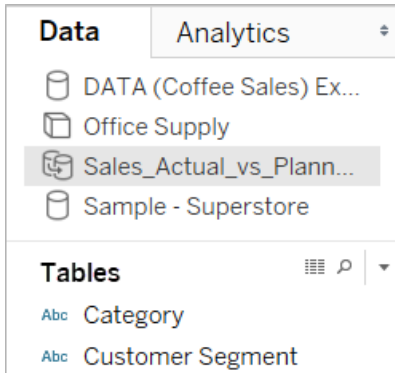 Data Analytics
DATA (Coffee Sales) Ex...
Office Supply
Sales_Actual_vs_Plann...
Sample - Superstore
Tables
Abc Category
Abc Customer Segment